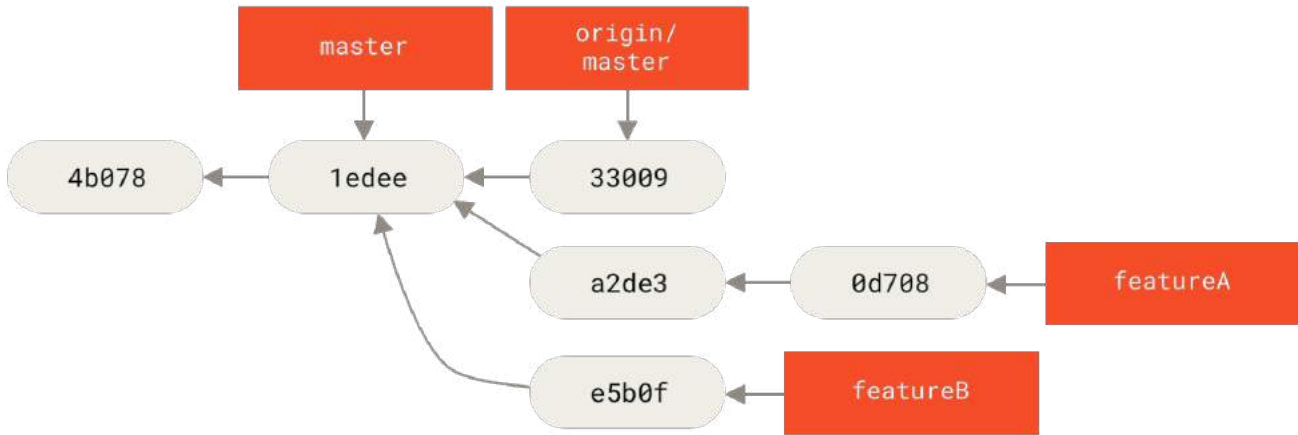 master
origin/
master
4b078
1edee
33009
a2de3
0d708
featureA
e5b0f
featureB